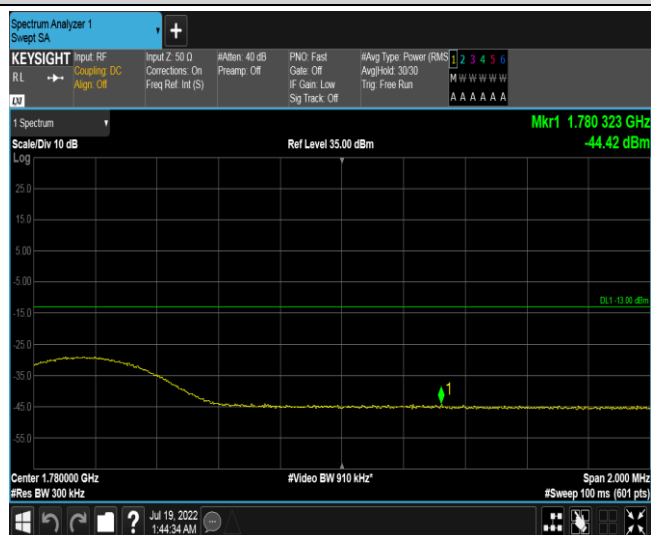 Spectrum Analyzer 1
Swept SA
KEYSIGHT
RL
LXI
Input: RF
Coupling: DC
Align: Off
Input Z: 50 Ω
Corrections: On
Freq Ref: Int (S)
#Atten: 40 dB
Preamp: Off
PNO: Fast
Gate: Off
IF Gain: Low
Sig Track: Off
#Avg Type: Power (RMS
Avg|Hold: 30/30
Trig: Free Run
1 2 3 4 5 6
M W W W W W
A A A A A A
1 Spectrum
Mkr1 1.780 323 GHz
Scale/Div 10 dB
Ref Level 35.00 dBm
-44.42 dBm
Log
25.0
15.0
5.00
-5.00
DL1 -13.00 dBm
-15.0
-25.0
-35.0
1
-45.0
-55.0
Center 1.780000 GHz
#Video BW 910 kHz*
Span 2.000 MHz
#Res BW 300 kHz
#Sweep 100 ms (601 pts)
?
Jul 19, 2022
1:44:34 AM